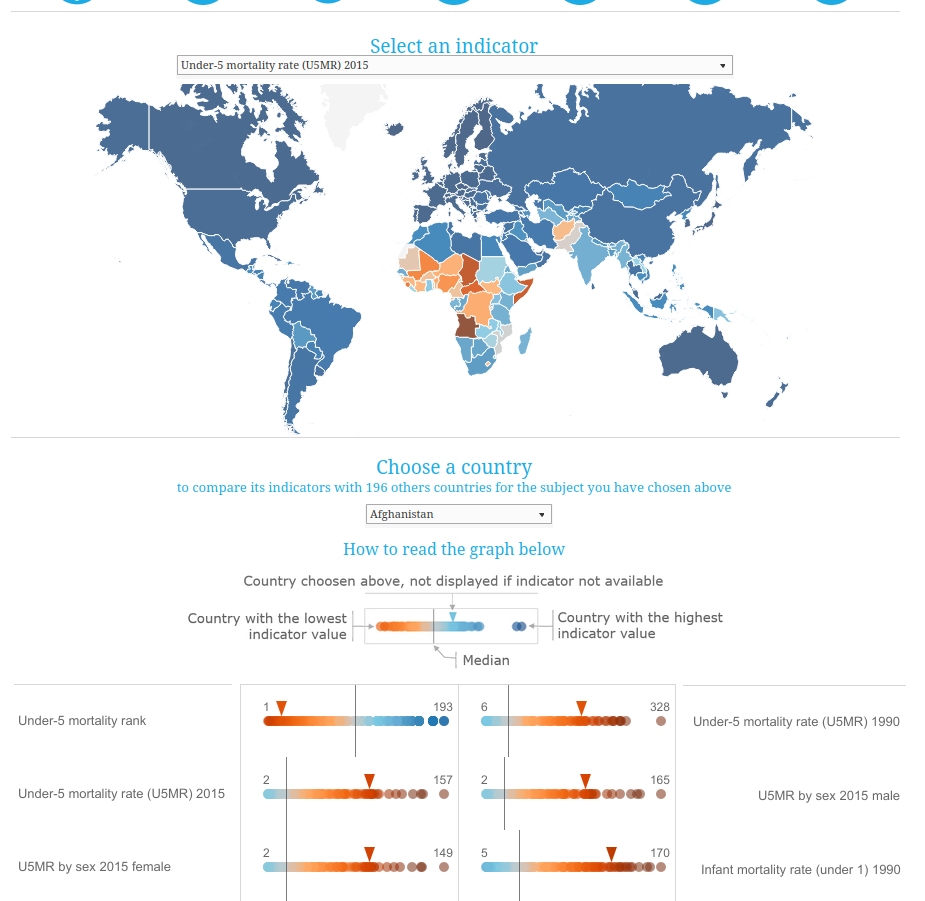 Select an indicator
Under-5 mortality rate (U5MR) 2015
Choose a country
to compare its indicators with 196 others countries for the subject you have chosen above
Afghanistan
How to read the graph below
Country choosen above, not displayed if indicator not available
Country with the lowest
indicator value
Country with the highest
indicator value
Median
Under-5 mortality rank
1
193
6
328
Under-5 mortality rate (U5MR) 1990
Under-5 mortality rate (U5MR) 2015
2
157
2
165
U5MR by sex 2015 male
U5MR by sex 2015 female
2
149
5
170
Infant mortality rate (under 1) 1990